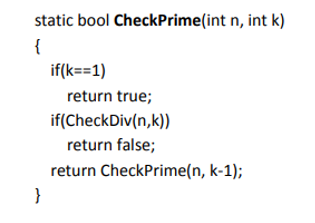 static bool CheckPrime(int n, int k)
{
if(k==1)
return true;
if(CheckDiv(n,k))
return false;
return CheckPrime(n, k-1);
}